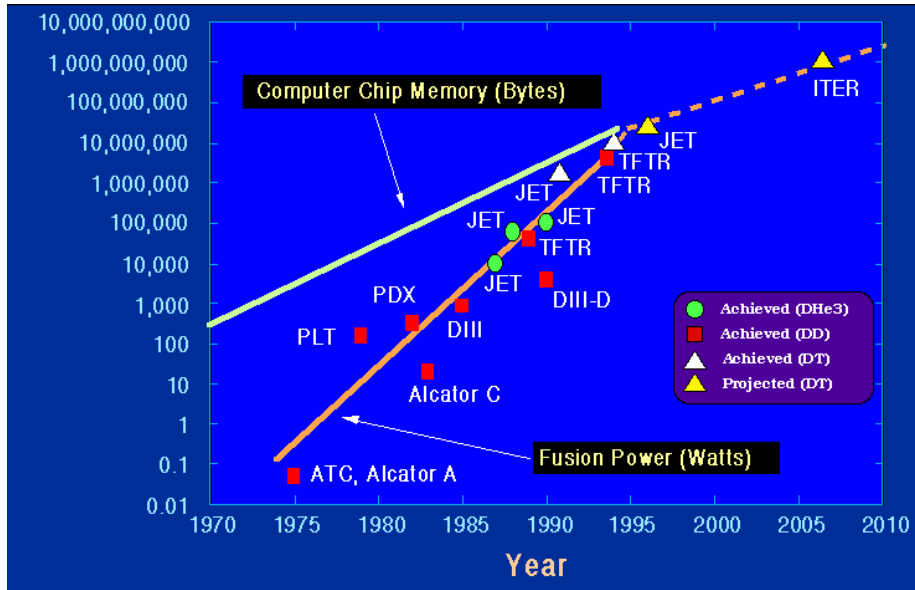 10,000,000,000
1,000,000,000
100,000,000
10,000,000
1,000,000
100,000
10,000
1,000
100
10
1
0.1
0.01
Computer Chip Memory (Bytes)
ITER
JET
TFTR
TFTR
JET
JET
JET
TFTR
JET
DIII-D
PDX
DIII
PLT
Alcator C
ATC, Alcator A
Fusion Power (Watts)
Achieved (DHe3)
Achieved (DD)
Achieved (DT)
Projected (DT)
1970 1975 1980 1985 1990 1995 2000 2005 2010
Year